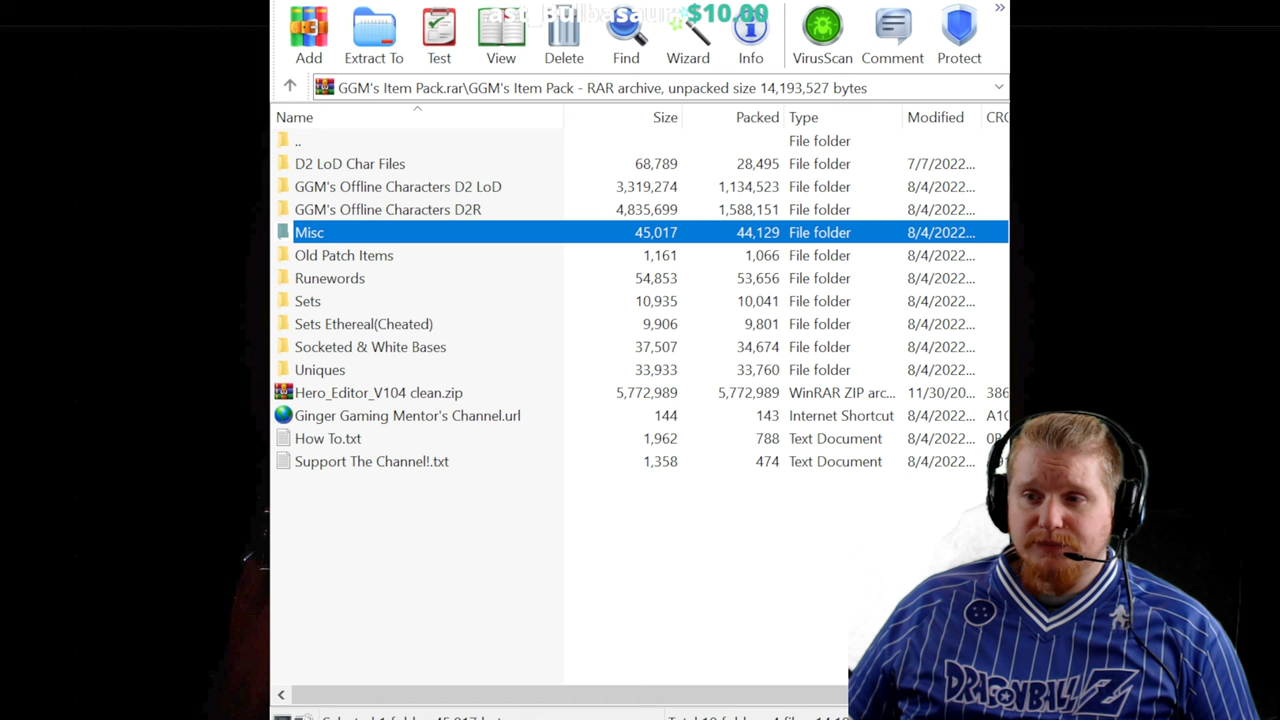 ast_Bulbasaur $10.00
Add Extract To Test View Delete Find Wizard Info VirusScan Comment Protect
GGM's Item Pack.rar\GGM's Item Pack - RAR archive, unpacked size 14,193,527 bytes
Name Size Packed Type Modified CRC
.. File folder
D2 LoD Char Files 68,789 28,495 File folder 7/7/2022...
GGM's Offline Characters D2 LoD 3,319,274 1,134,523 File folder 8/4/2022...
GGM's Offline Characters D2R 4,835,699 1,588,151 File folder 8/4/2022...
Misc 45,017 44,129 File folder 8/4/2022...
Old Patch Items 1,161 1,066 File folder 8/4/2022...
Runewords 54,853 53,656 File folder 8/4/2022...
Sets 10,935 10,041 File folder 8/4/2022...
Sets Ethereal(Cheated) 9,906 9,801 File folder 8/4/2022...
Socketed & White Bases 37,507 34,674 File folder 8/4/2022...
Uniques 33,933 33,760 File folder 8/4/2022...
Hero_Editor_V104 clean.zip 5,772,989 5,772,989 WinRAR ZIP arc... 11/30/20... 386
Ginger Gaming Mentor's Channel.url 144 143 Internet Shortcut 8/4/2022... A1C
How To.txt 1,962 788 Text Document 8/4/2022...
Support The Channel!.txt 1,358 474 Text Document 8/4/2022...
DRAGONBALL Z